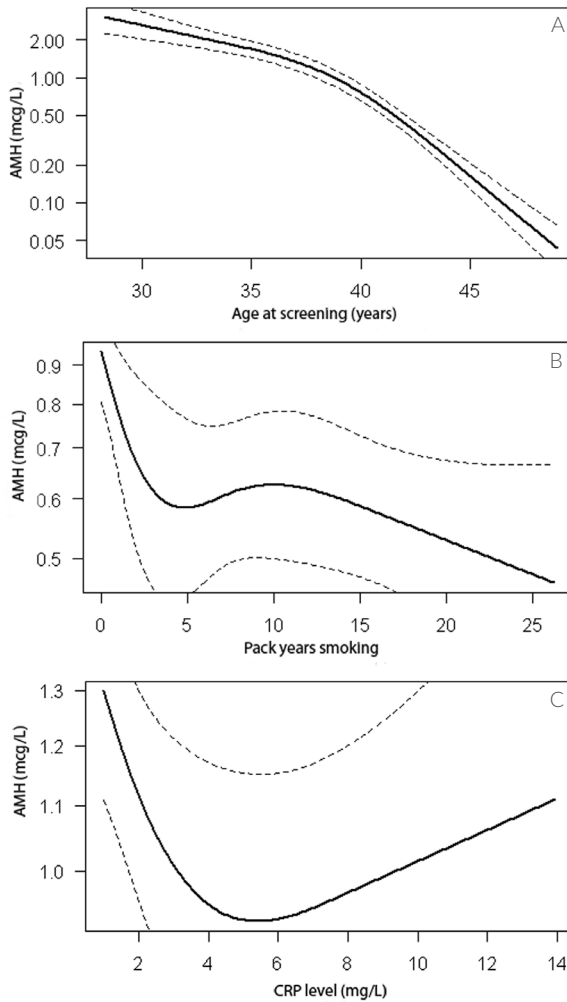 A
AMH (mcg/L)
2.00
1.00
0.50
0.20
0.10
0.05
30 35 40 45
Age at screening (years)
B
AMH (mcg/L)
0.9
0.8
0.7
0.6
0.5
0 5 10 15 20 25
Pack years smoking
C
AMH (mcg/L)
1.3
1.2
1.1
1.0
2 4 6 8 10 12 14
CRP level (mg/L)